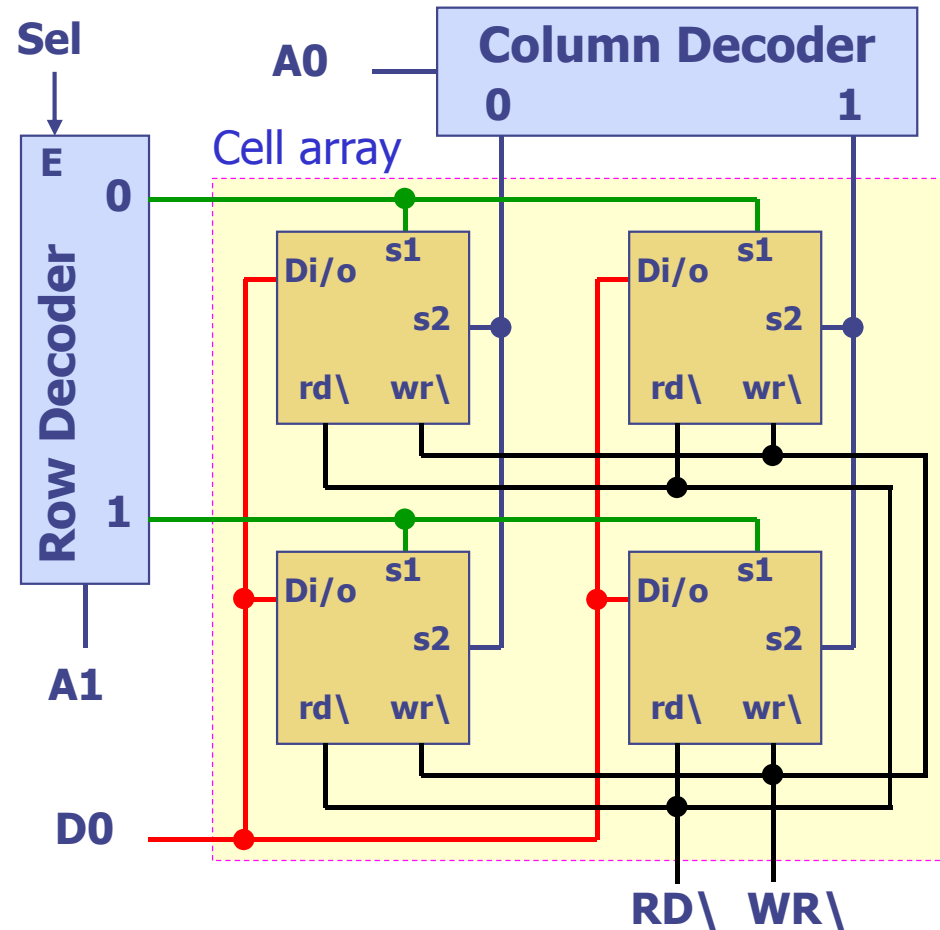 Sel
A0
Column Decoder
0 1
Cell array
E
0
Row Decoder
1
A1
s1
Di/o
s2
rd\ wr\
s1
Di/o
s2
rd\ wr\
s1
Di/o
s2
rd\ wr\
s1
Di/o
s2
rd\ wr\
D0
RD\ WR\